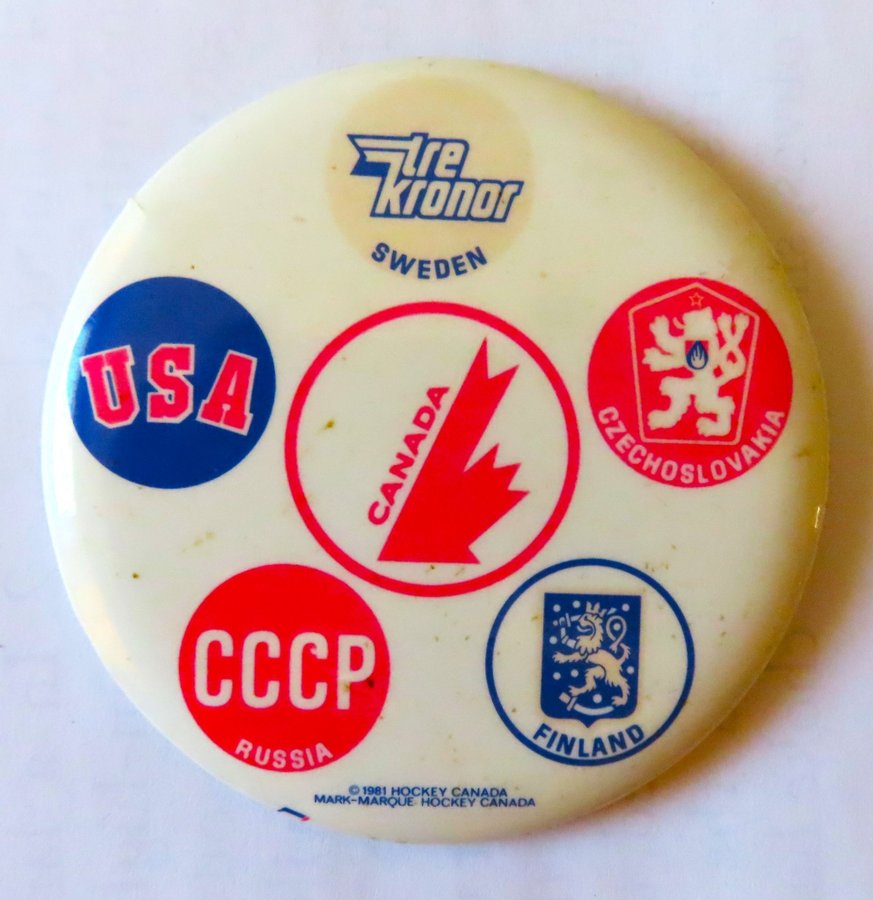 tre
kronor
SWEDEN
USA
CANADA
CZECHOSLOVAKIA
CCCP
RUSSIA
FINLAND
© 1981 HOCKEY CANADA
MARK-MARQUE HOCKEY CANADA